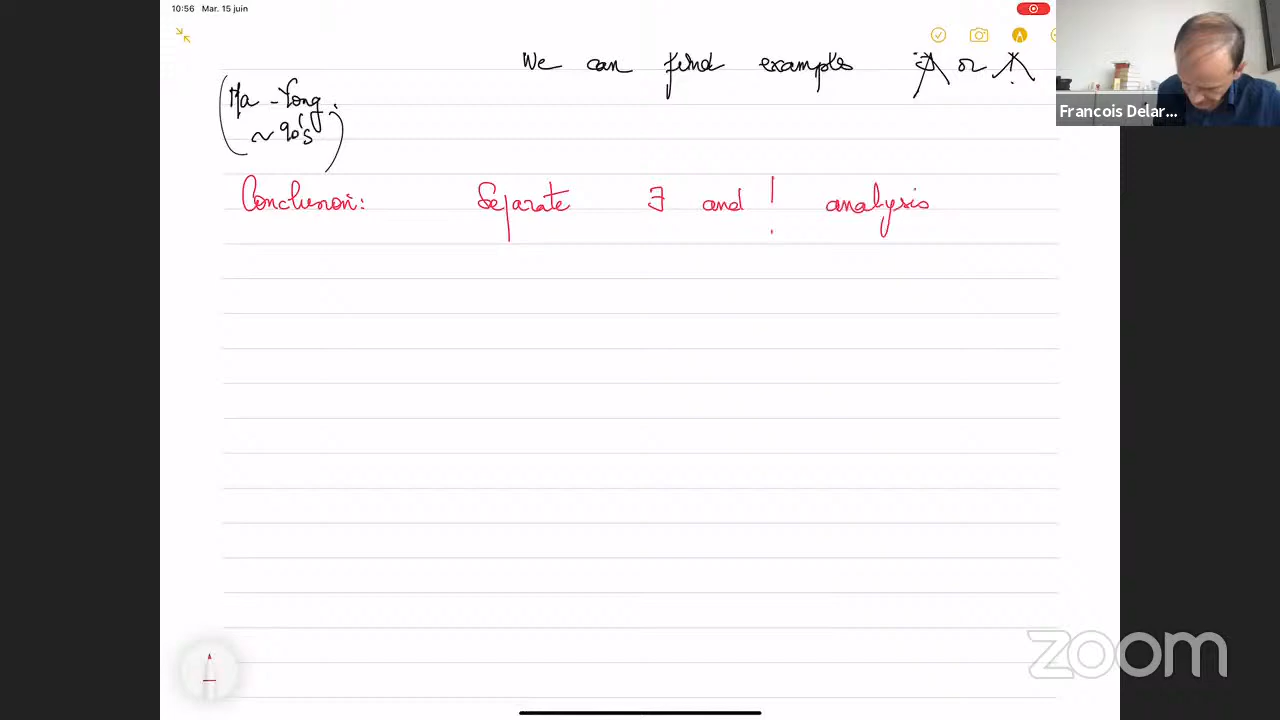 10:56 Mar. 15 juin
We can find examples ∄ or !
(Ma - Yong,
~ 90's)
Conclusion: Separate ∃ and ! analysis
Francois Delar...
zoom